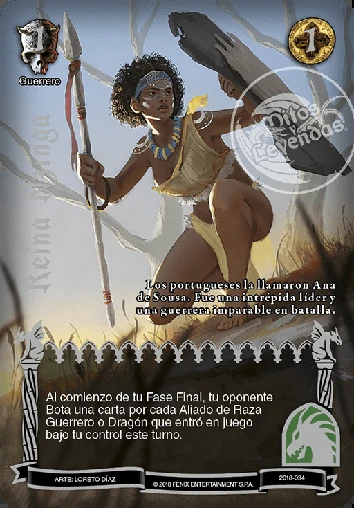 1
1
Guerrero
Mitos
y
Leyendas
Reina Nzinga
Los portugueses la llamaron Ana
de Sousa. Fue una intrépida líder y
una guerrera imparable en batalla.
Al comienzo de tu Fase Final, tu oponente
Bota una carta por cada Aliado de Raza
Guerrero o Dragón que entró en juego
bajo tu control este turno.
ARTE: LORETO DÍAZ
© 2018 FENIX ENTERTAINMENT S.P.A.
2018-034